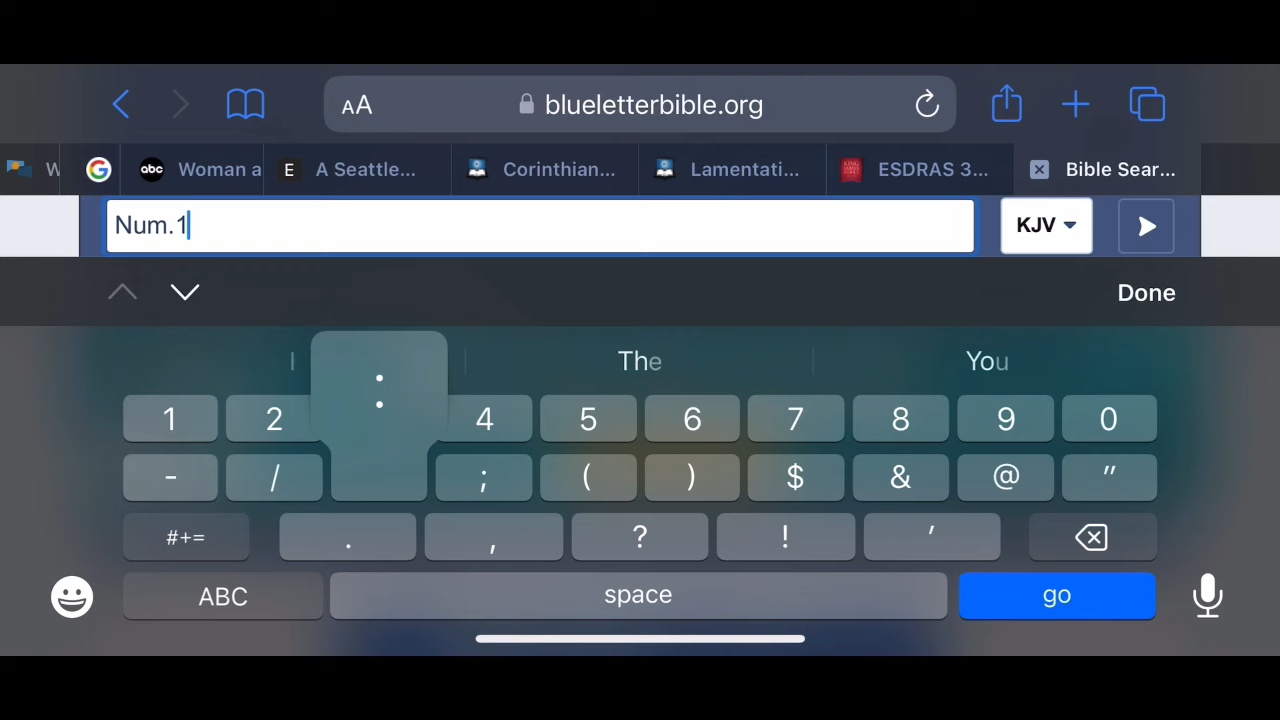 AA blueletterbible.org
W abc Woman a E A Seattle... Corinthian... Lamentati... ESDRAS 3... Bible Sear...
Num.1 KJV
Done
I The You
: 
1 2 4 5 6 7 8 9 0
- / ; ( ) $ & @ "
#+= . , ? ! '
ABC space go